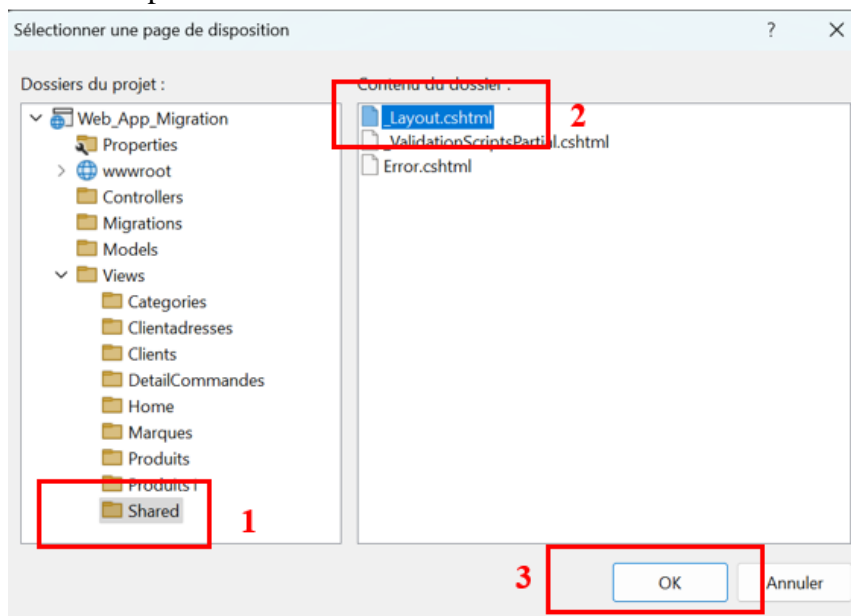 Sélectionner une page de disposition ? X
Dossiers du projet :
Web_App_Migration
Properties
wwwroot
Controllers
Migrations
Models
Views
Categories
Clientadresses
Clients
DetailCommandes
Home
Marques
Produits
Shared
1
Contenu du dossier :
_Layout.cshtml
2
_ValidationScriptsPartial.cshtml
Error.cshtml
3
OK
Annuler